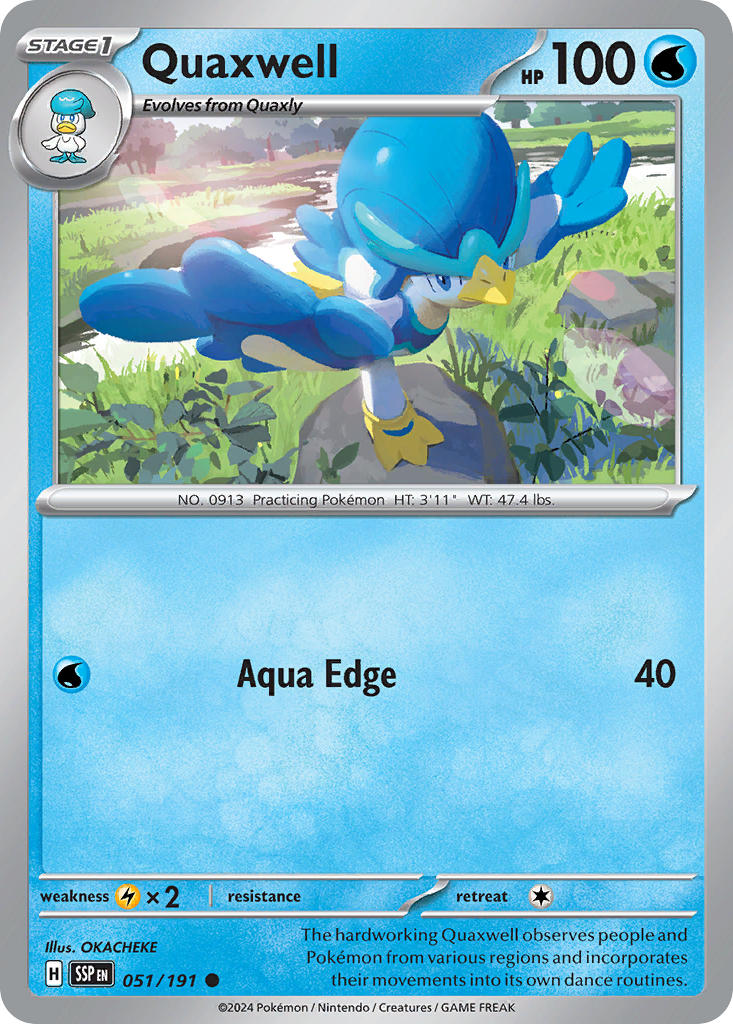 STAGE1
Quaxwell
HP 100
Evolves from Quaxly
NO. 0913 Practicing Pokémon HT: 3'11" WT: 47.4 lbs.
Aqua Edge 40
weakness ×2 resistance retreat
Illus. OKACHEKE
The hardworking Quaxwell observes people and
Pokémon from various regions and incorporates
their movements into its own dance routines.
H SSP EN 051/191
©2024 Pokémon / Nintendo / Creatures / GAME FREAK